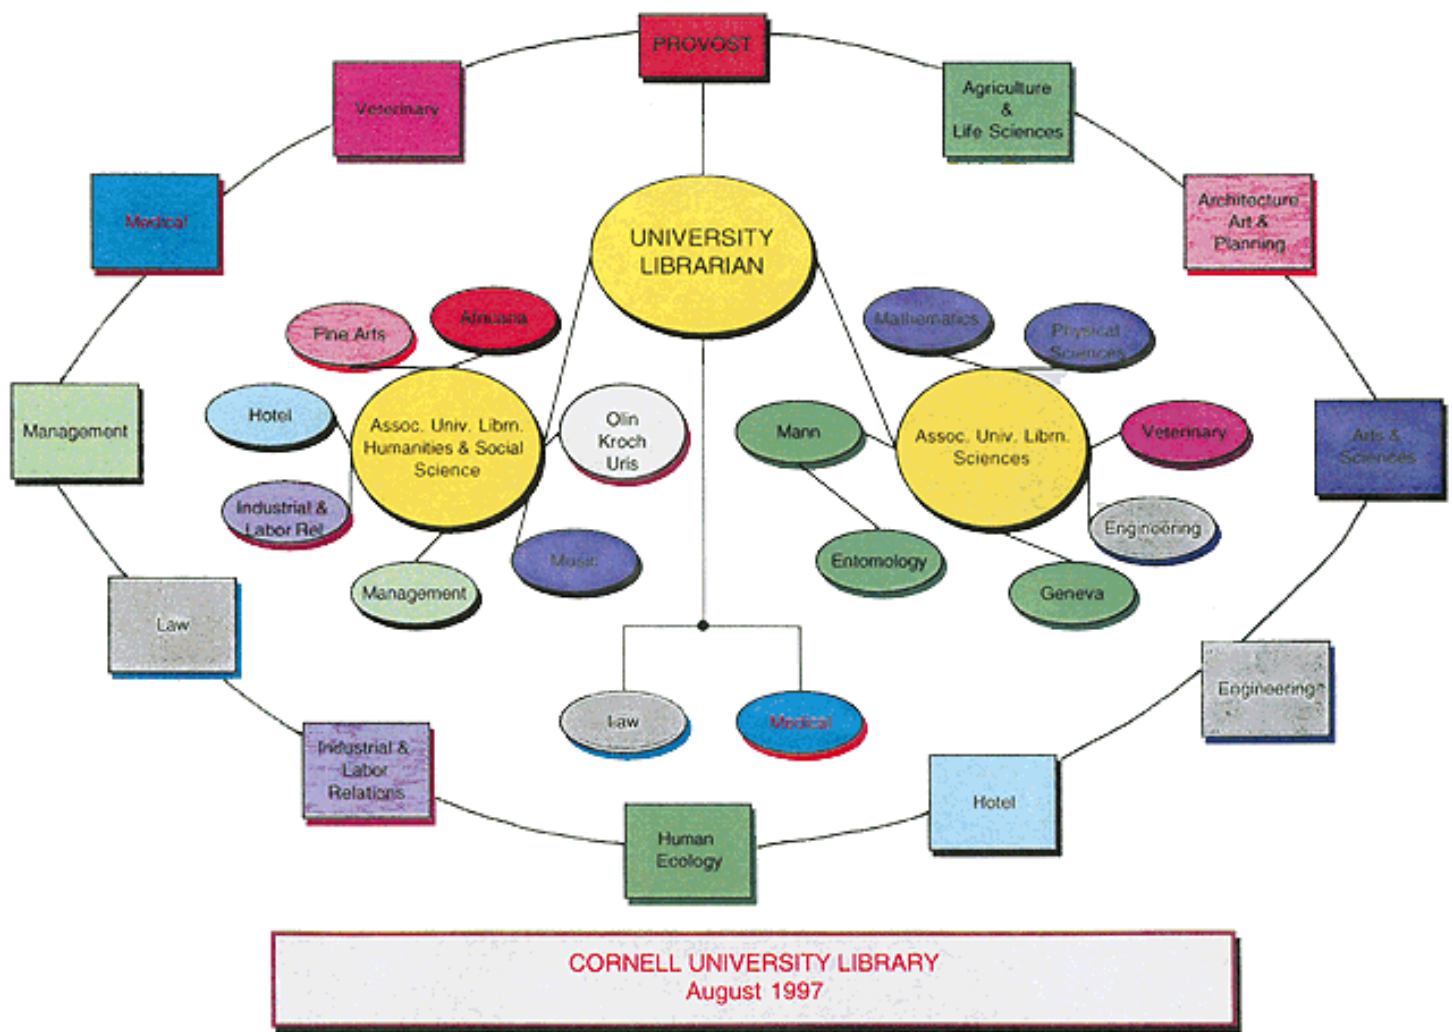 PROVOST
Veterinary
Agriculture
&
Life Sciences
Medical
Architecture
Art &
Planning
UNIVERSITY
LIBRARIAN
Fine Arts
Africana
Mathematics
Physical
Sciences
Management
Hotel
Assoc. Univ. Librn.
Humanities & Social
Science
Olin
Kroch
Uris
Mann
Assoc. Univ. Librn.
Sciences
Veterinary
Arts &
Sciences
Industrial &
Labor Rel.
Engineering
Management
Music
Entomology
Geneva
Law
Engineering
Law
Medical
Industrial &
Labor
Relations
Human
Ecology
Hotel
CORNELL UNIVERSITY LIBRARY
August 1997